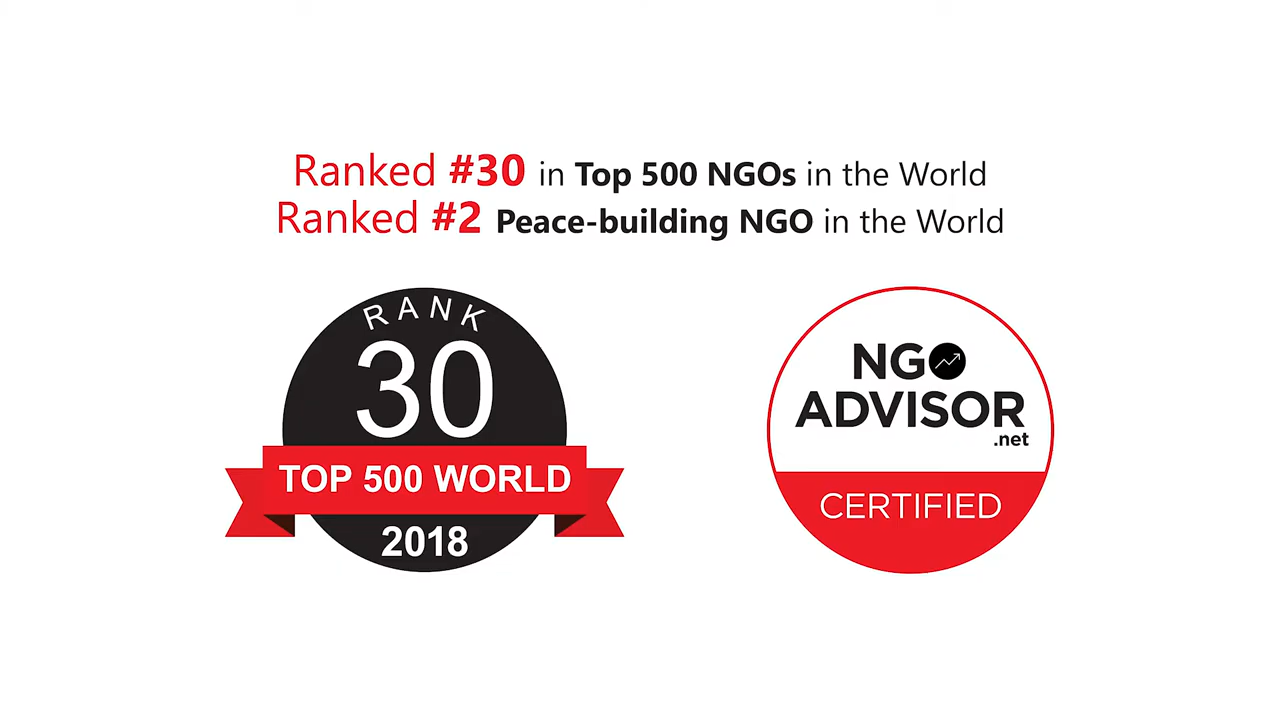 Ranked #30 in Top 500 NGOs in the World
Ranked #2 Peace-building NGO in the World
RANK
30
TOP 500 WORLD
2018
NGO
ADVISOR
.net
CERTIFIED